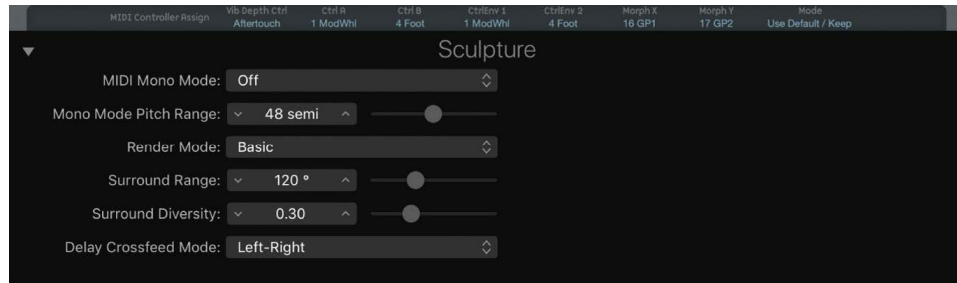 MIDI Controller Assign
Vib Depth Ctrl Ctrl A Ctrl B CtrlEnv 1 CtrlEnv 2 Morph X Morph Y Mode
Aftertouch 1 ModWhl 4 Foot 1 ModWhl 4 Foot 16 GP1 17 GP2 Use Default / Keep
Sculpture
MIDI Mono Mode: Off
Mono Mode Pitch Range: 48 semi
Render Mode: Basic
Surround Range: 120 °
Surround Diversity: 0.30
Delay Crossfeed Mode: Left-Right